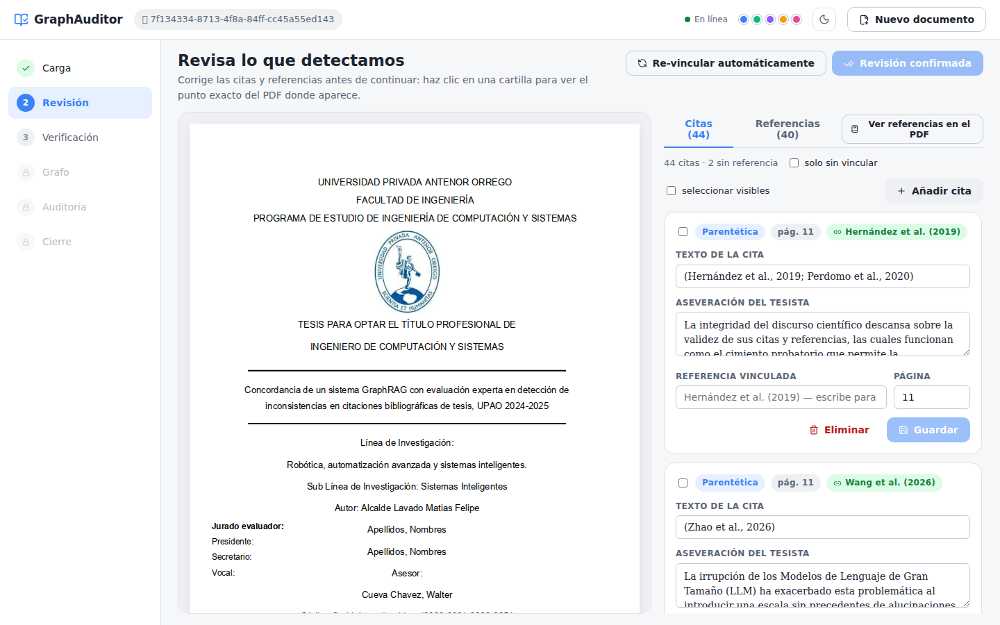 GraphAuditor
7f134334-8713-4f8a-84ff-cc45a55ed143
En línea
Nuevo documento
Carga
2 Revisión
3 Verificación
Grafo
Auditoría
Cierre
Revisa lo que detectamos
Corrige las citas y referencias antes de continuar: haz clic en una cartilla para ver el
punto exacto del PDF donde aparece.
Re-vincular automáticamente
Revisión confirmada
UNIVERSIDAD PRIVADA ANTENOR ORREGO
FACULTAD DE INGENIERÍA
PROGRAMA DE ESTUDIO DE INGENIERÍA DE COMPUTACIÓN Y SISTEMAS
UNIVERSIDAD PRIVADA ANTENOR ORREGO
SCIENTIA ET HUMANITAS
TESIS PARA OPTAR EL TÍTULO PROFESIONAL DE
INGENIERO DE COMPUTACIÓN Y SISTEMAS
Concordancia de un sistema GraphRAG con evaluación experta en detección de
inconsistencias en citaciones bibliográficas de tesis, UPAO 2024-2025
Línea de Investigación:
Robótica, automatización avanzada y sistemas inteligentes.
Sub Línea de Investigación: Sistemas Inteligentes
Autor: Alcalde Lavado Matias Felipe
Jurado evaluador:
Apellidos, Nombres
Presidente:
Apellidos, Nombres
Secretario:
Vocal:
Asesor:
Cueva Chavez, Walter
Citas (44)
Referencias (40)
Ver referencias en el PDF
44 citas · 2 sin referencia
solo sin vincular
seleccionar visibles
Añadir cita
Parentética
pág. 11
Hernández et al. (2019)
TEXTO DE LA CITA
(Hernández et al., 2019; Perdomo et al., 2020)
ASEVERACIÓN DEL TESISTA
La integridad del discurso científico descansa sobre la
validez de sus citas y referencias, las cuales funcionan
como el cimiento probatorio que permite la
REFERENCIA VINCULADA
PÁGINA
Hernández et al. (2019) — escribe para
11
Eliminar
Guardar
Parentética
pág. 11
Wang et al. (2026)
TEXTO DE LA CITA
(Zhao et al., 2026)
ASEVERACIÓN DEL TESISTA
La irrupción de los Modelos de Lenguaje de Gran
Tamaño (LLM) ha exacerbado esta problemática al
introducir una escala sin precedentes de alucinaciones